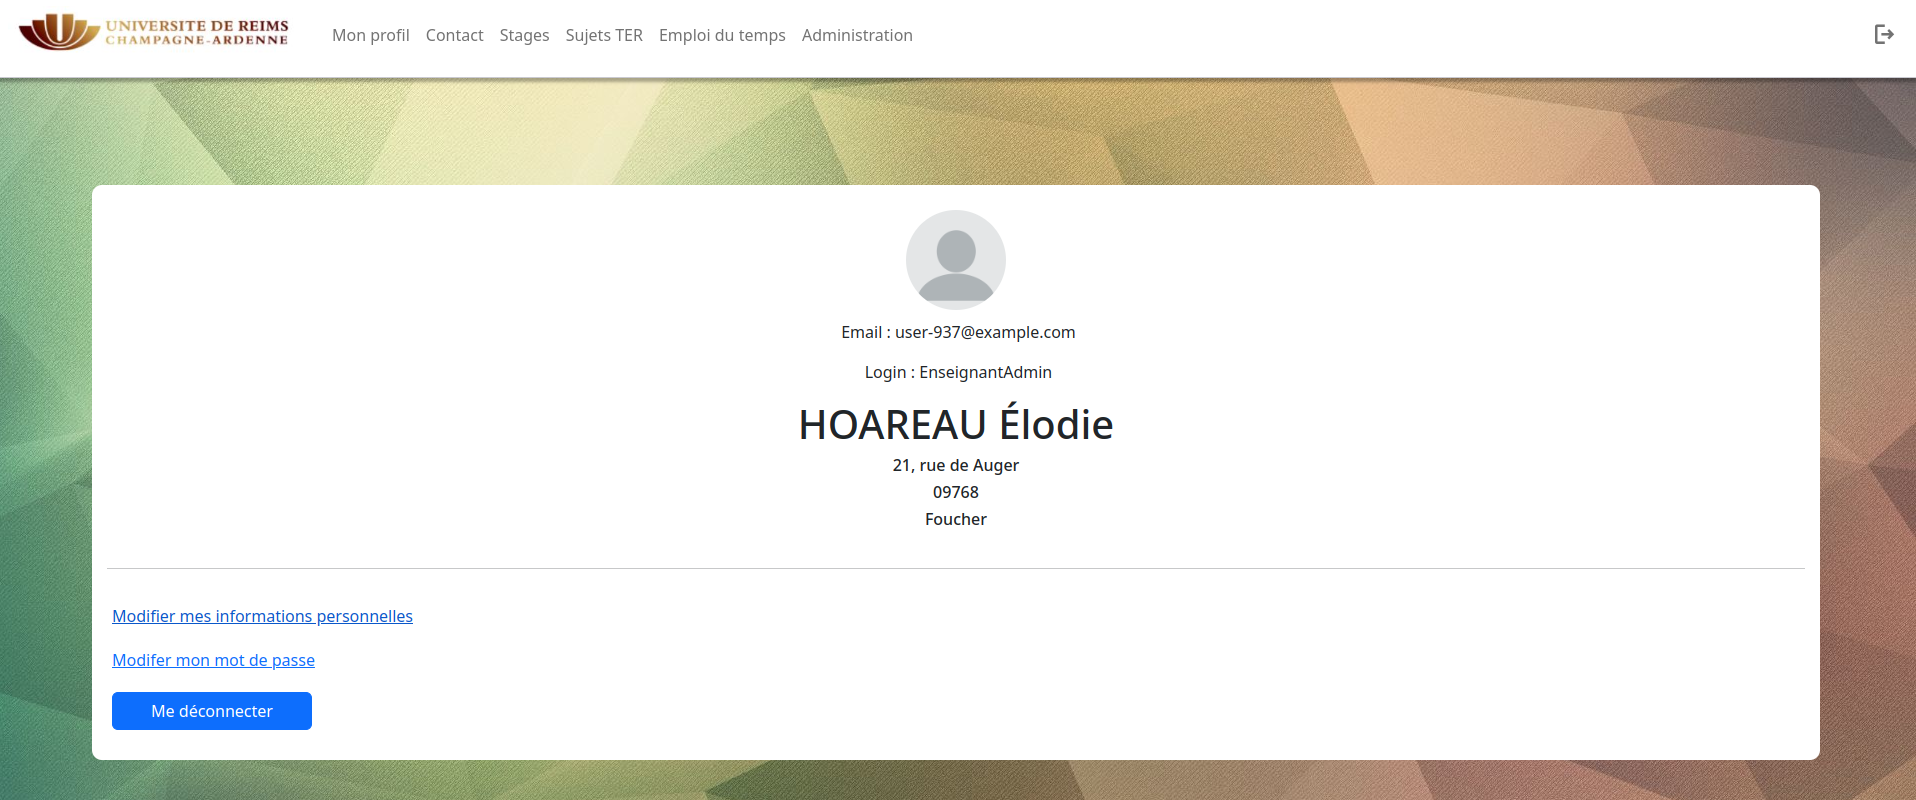 UNIVERSITE DE REIMS
CHAMPAGNE-ARDENNE
Mon profil Contact Stages Sujets TER Emploi du temps Administration
Email : user-937@example.com
Login : EnseignantAdmin
HOAREAU Élodie
21, rue de Auger
09768
Foucher
Modifier mes informations personnelles
Modifer mon mot de passe
Me déconnecter